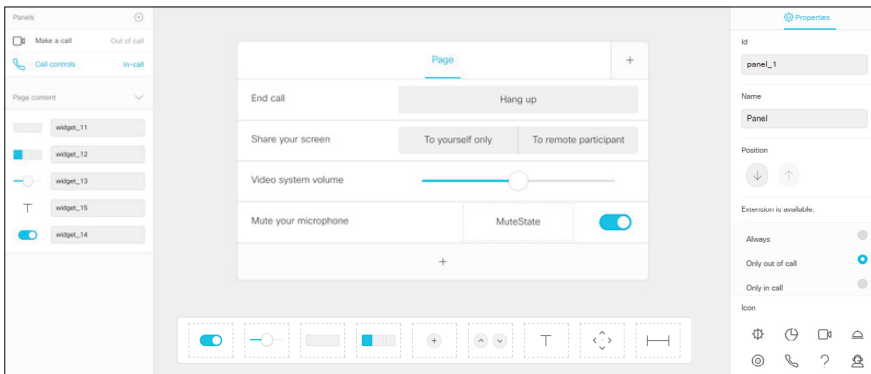 Panels
Make a call Out of call
Call controls In-call
Page content
widget_11
widget_12
widget_13
widget_15
widget_14
Page
+
End call Hang up
Share your screen To yourself only To remote participant
Video system volume
Mute your microphone MuteState
+
Properties
Id
panel_1
Name
Panel
Position
Extension is available.
Always
Only out of call
Only in call
Icon